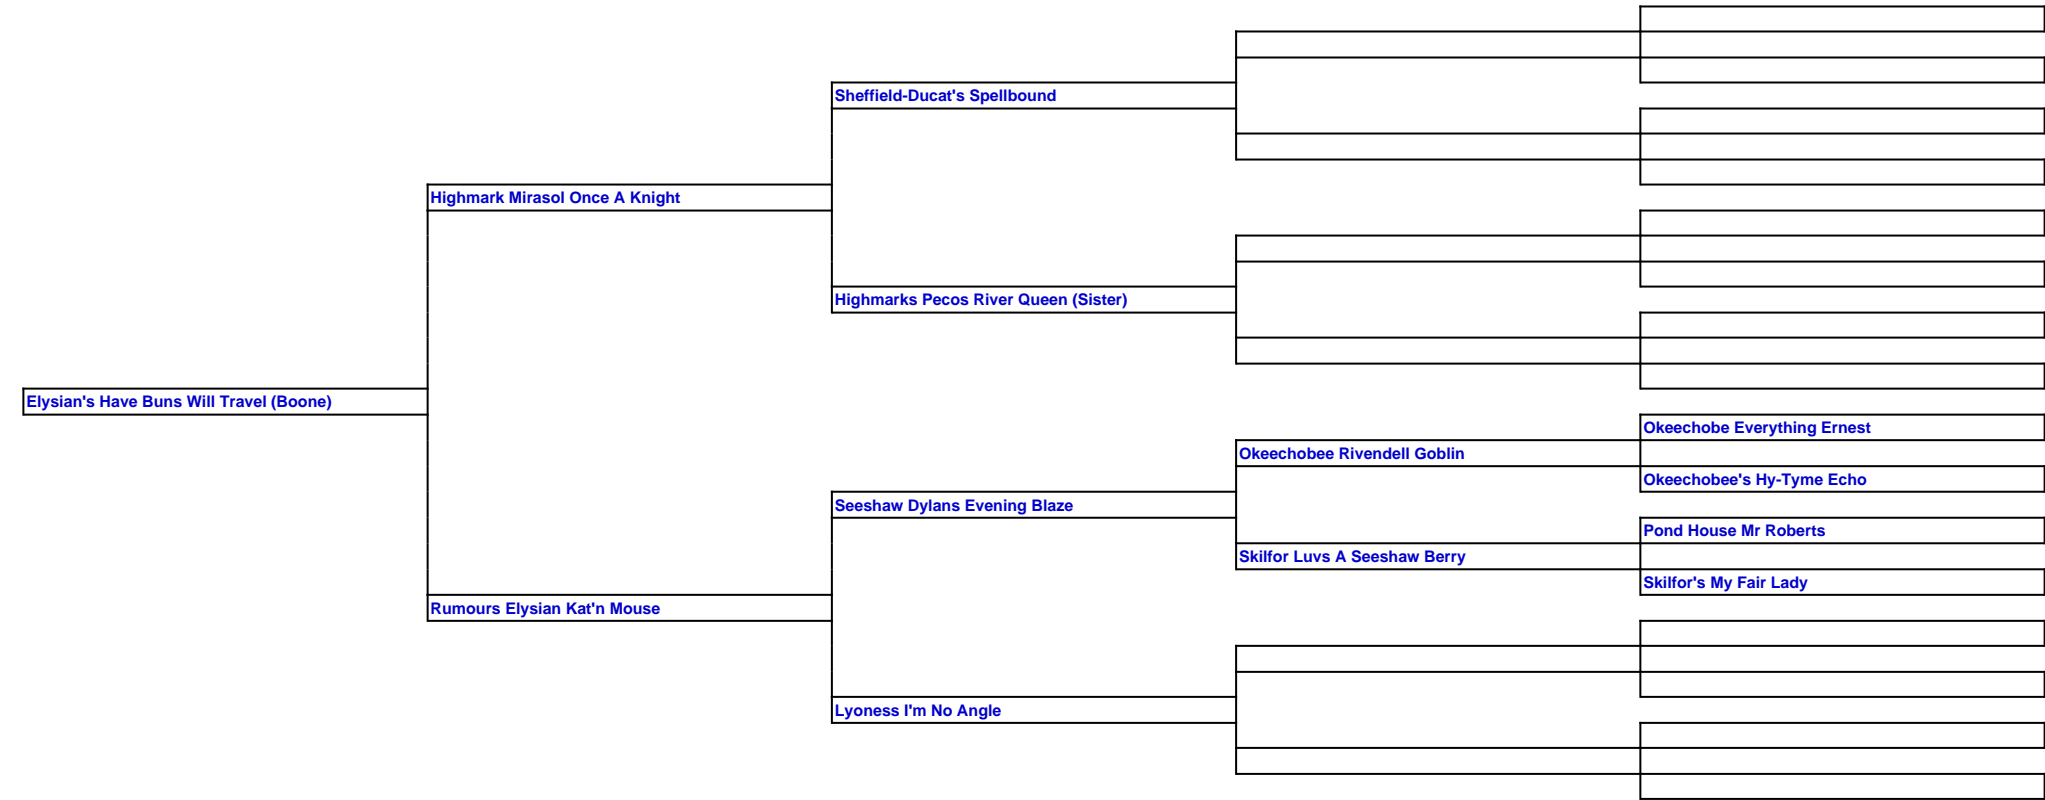 Sheffield-Ducat's Spellbound
Highmark Mirasol Once A Knight
Highmarks Pecos River Queen (Sister)
Elysian's Have Buns Will Travel (Boone)
Okeechobe Everything Ernest
Okeechobee Rivendell Goblin
Okeechobee's Hy-Tyme Echo
Seeshaw Dylans Evening Blaze
Pond House Mr Roberts
Skilfor Luvs A Seeshaw Berry
Skilfor's My Fair Lady
Rumours Elysian Kat'n Mouse
Lyoness I'm No Angle